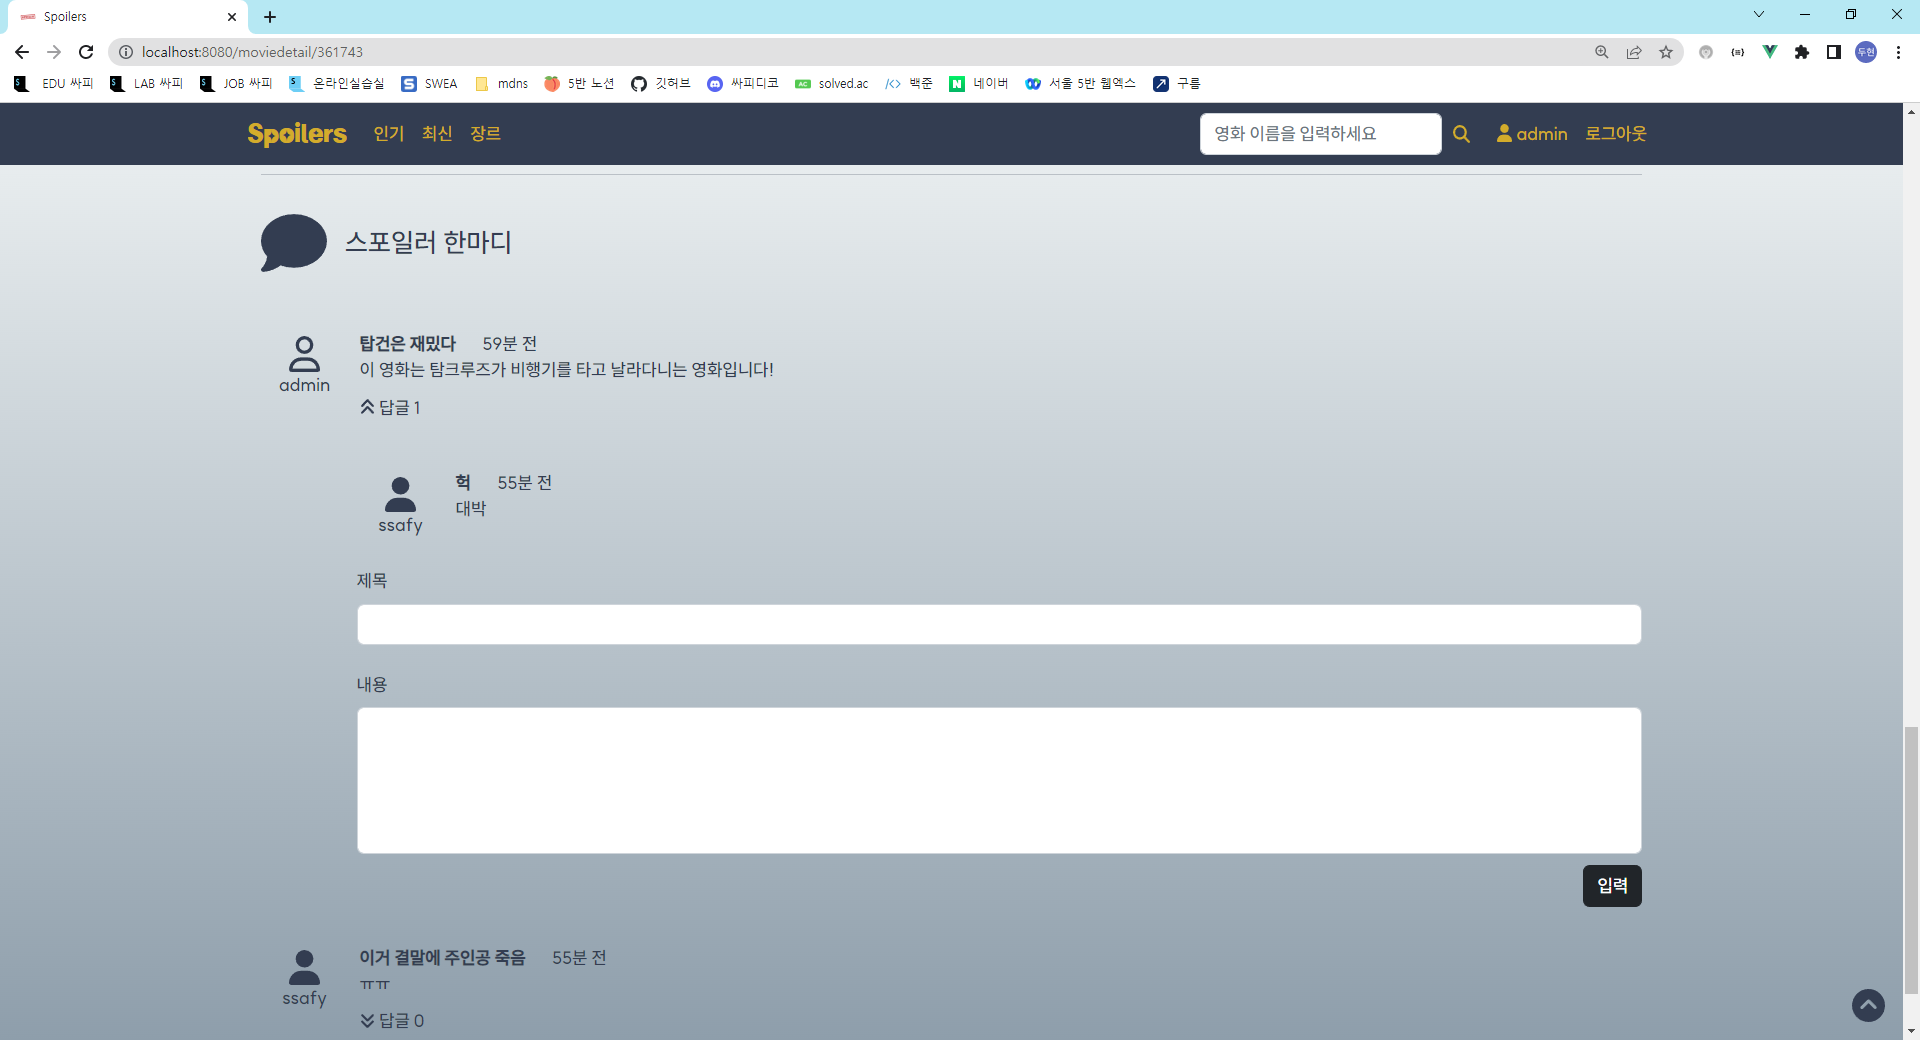 Spoilers
localhost:8080/moviedetail/361743
두현
EDU 싸피 LAB 싸피 JOB 싸피 온라인실습실 SWEA mdns 5반 노션 깃허브 싸피디코 solved.ac 백준 네이버 서울 5반 웹엑스 구름
Spoilers 인기 최신 장르 영화 이름을 입력하세요 admin 로그아웃
스포일러 한마디
탑건은 재밌다 59분 전
이 영화는 탐크루즈가 비행기를 타고 날라다니는 영화입니다!
admin
답글 1
헉 55분 전
대박
ssafy
제목
내용
입력
이거 결말에 주인공 죽음 55분 전
ㅠㅠ
ssafy
답글 0